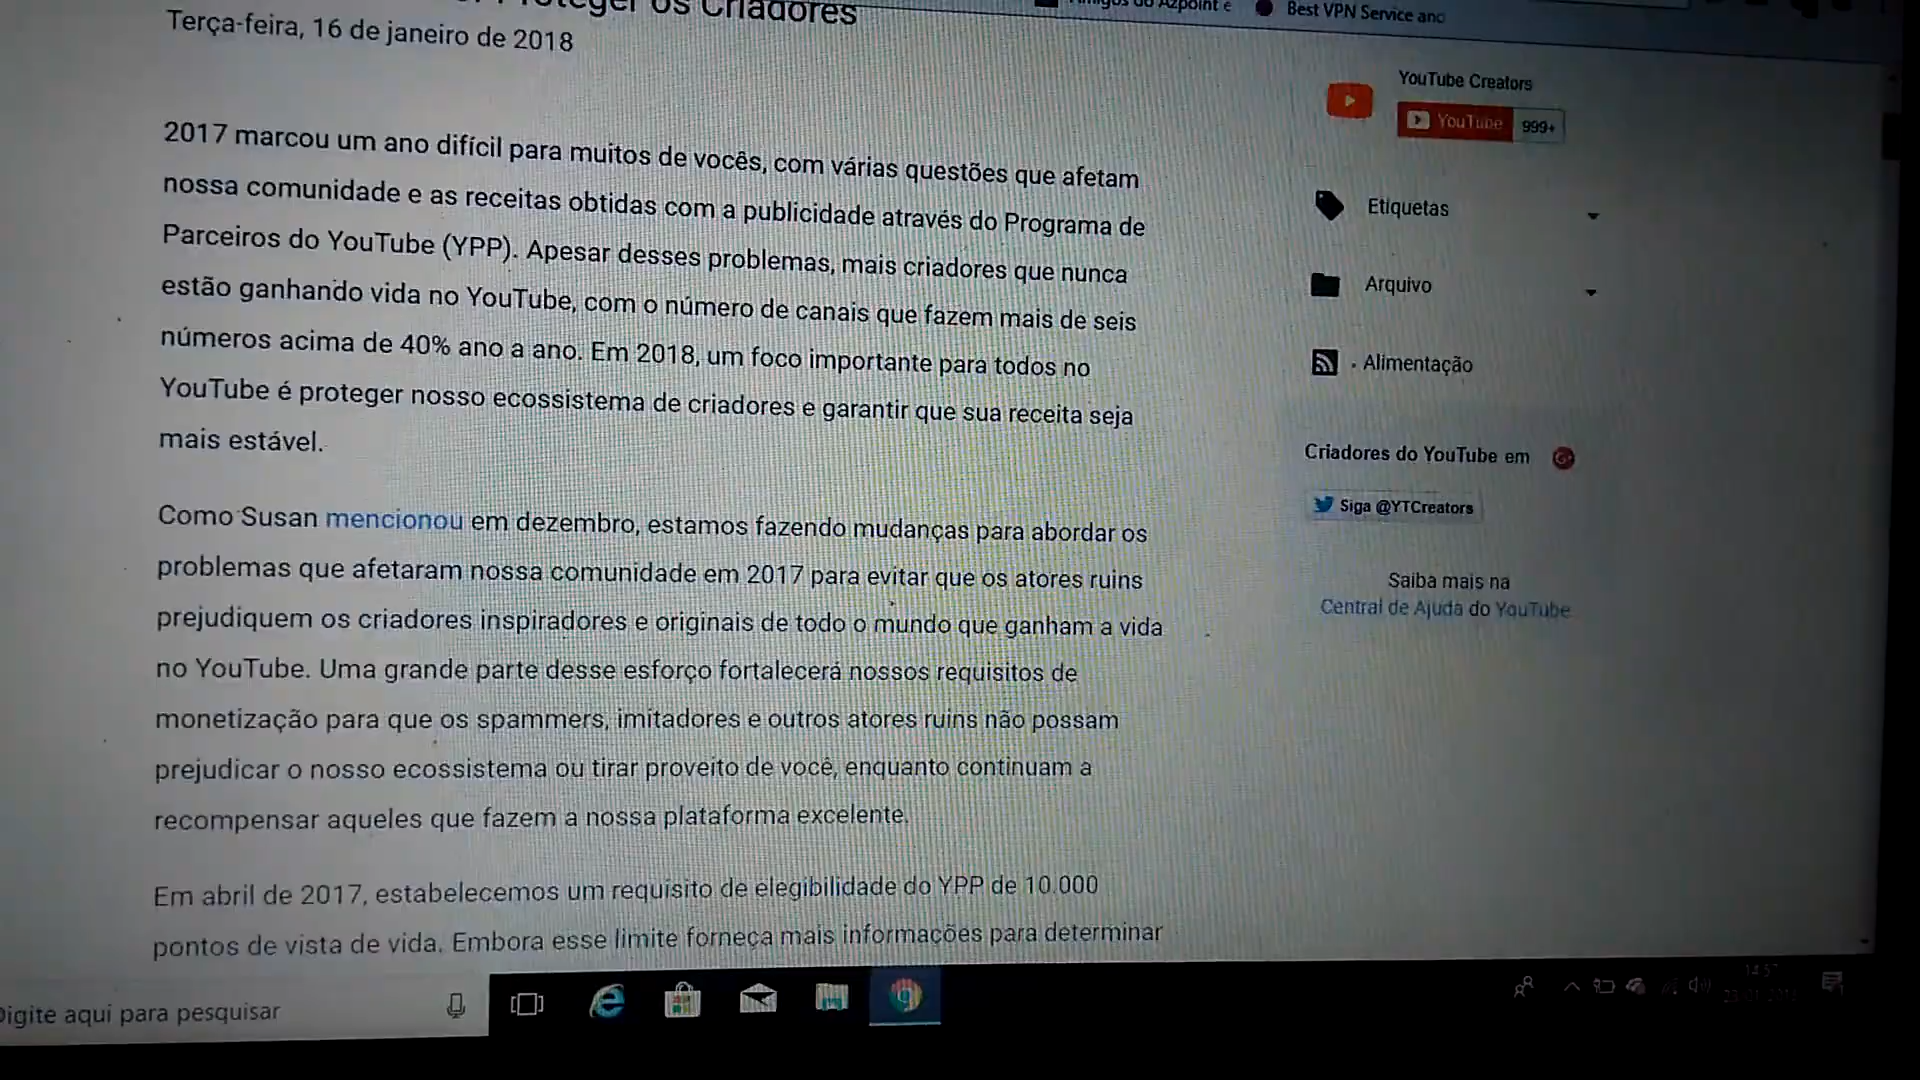 Proteger os Criadores
Terça-feira, 16 de janeiro de 2018
2017 marcou um ano difícil para muitos de vocês, com várias questões que afetam
nossa comunidade e as receitas obtidas com a publicidade através do Programa de
Parceiros do YouTube (YPP). Apesar desses problemas, mais criadores que nunca
estão ganhando vida no YouTube, com o número de canais que fazem mais de seis
números acima de 40% ano a ano. Em 2018, um foco importante para todos no
YouTube é proteger nosso ecossistema de criadores e garantir que sua receita seja
mais estável.
Como Susan mencionou em dezembro, estamos fazendo mudanças para abordar os
problemas que afetaram nossa comunidade em 2017 para evitar que os atores ruins
prejudiquem os criadores inspiradores e originais de todo o mundo que ganham a vida
no YouTube. Uma grande parte desse esforço fortalecerá nossos requisitos de
monetização para que os spammers, imitadores e outros atores ruins não possam
prejudicar o nosso ecossistema ou tirar proveito de você, enquanto continuam a
recompensar aqueles que fazem a nossa plataforma excelente.
Em abril de 2017, estabelecemos um requisito de elegibilidade do YPP de 10.000
pontos de vista de vida. Embora esse limite forneça mais informações para determinar
Best VPN Service and
YouTube Creators
YouTube 999+
Etiquetas
Arquivo
Alimentação
Criadores do YouTube em G+
Siga @YTCreators
Saiba mais na
Central de Ajuda do YouTube
Digite aqui para pesquisar
14:57